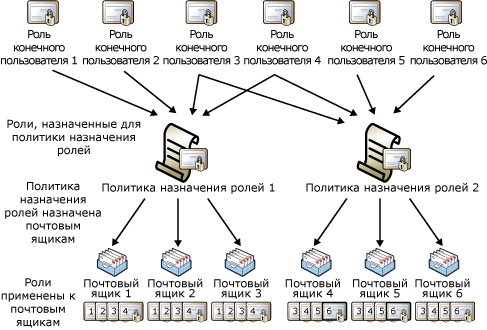 Роль
конечного
пользователя 1
Роль
конечного
пользователя 2
Роль
конечного
пользователя 3
Роль
конечного
пользователя 4
Роль
конечного
пользователя 5
Роль
конечного
пользователя 6
Роли, назначенные для
политики назначения
ролей
Политика назначения ролей 1
Политика назначения ролей 2
Политика
назначения
ролей назначена
почтовым
ящикам
Роли
применены к
почтовым
ящикам
Почтовый
ящик 1
1 2 3 4
Почтовый
ящик 2
1 2 3 4
Почтовый
ящик 3
1 2 3 4
Почтовый
ящик 4
3 4 5 6
Почтовый
ящик 5
3 4 5 6
Почтовый
ящик 6
3 4 5 6